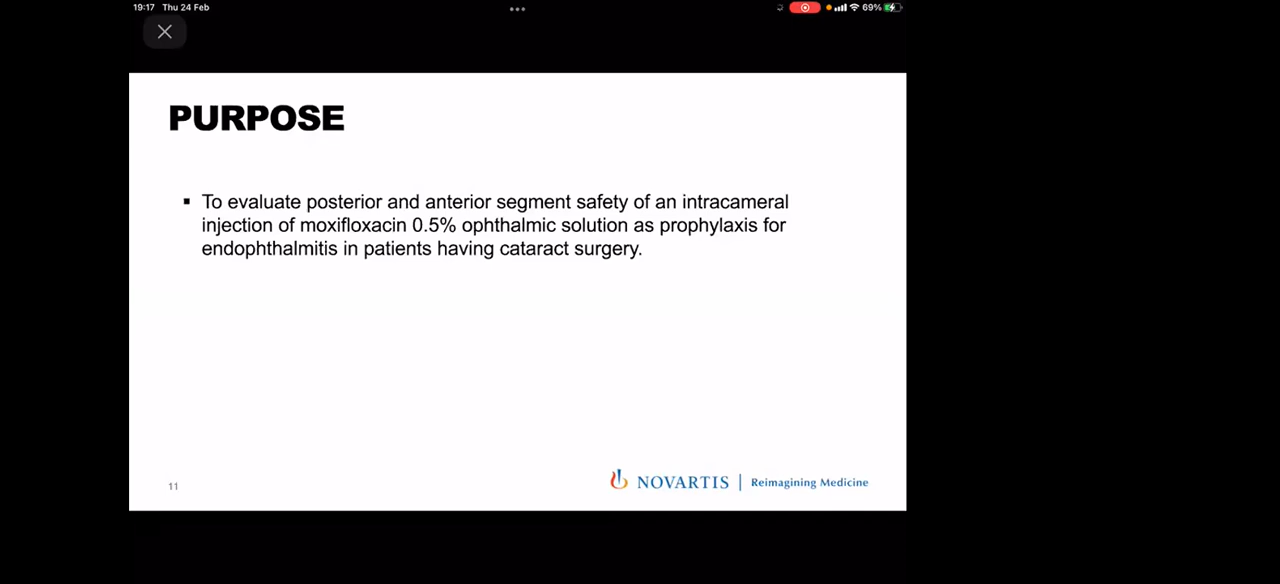 19:17 Thu 24 Feb
69%
PURPOSE
▪ To evaluate posterior and anterior segment safety of an intracameral
injection of moxifloxacin 0.5% ophthalmic solution as prophylaxis for
endophthalmitis in patients having cataract surgery.
11
NOVARTIS | Reimagining Medicine